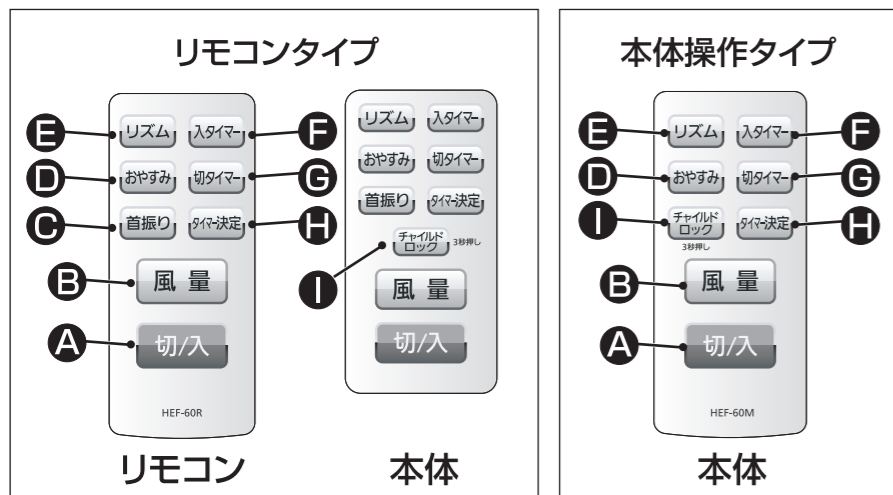 リモコンタイプ
E リズム 入タイマー F
D おやすみ 切タイマー G
C 首振り タイマー決定 H
B 風量
A 切/入
HEF-60R
リモコン
リズム 入タイマー
おやすみ 切タイマー
首振り タイマー決定
I チャイルド
ロック 3秒押し
風量
切/入
本体
本体操作タイプ
E リズム 入タイマー F
D おやすみ 切タイマー G
I チャイルド
ロック タイマー決定 H
3秒押し
B 風量
A 切/入
HEF-60M
本体